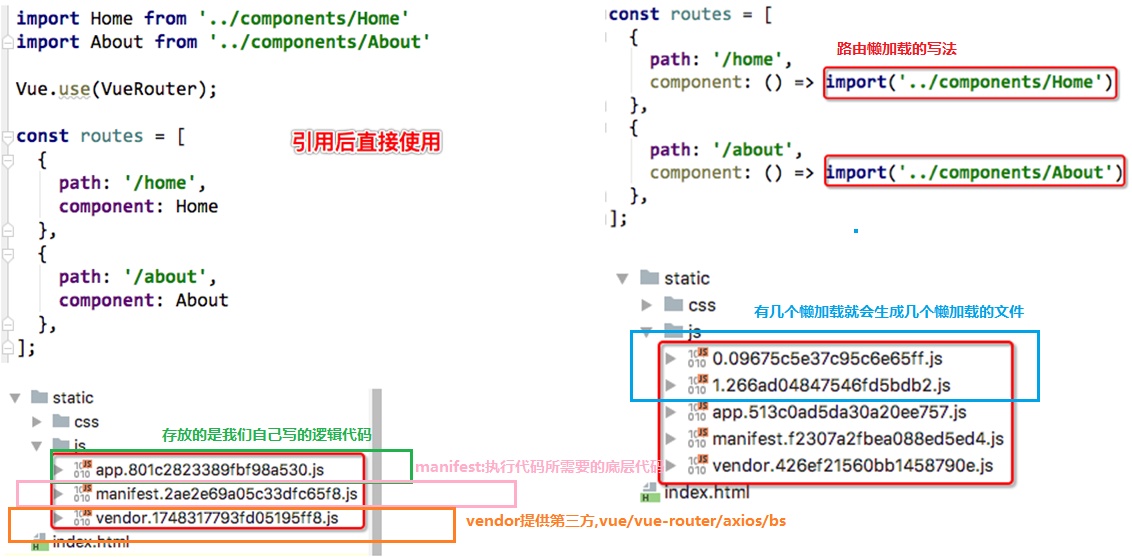 import Home from '../components/Home'
import About from '../components/About'
Vue.use(VueRouter);
const routes = [
{
path: '/home',
component: Home
},
{
path: '/about',
component: About
},
];
引用后直接使用
static
css
存放的是我们自己写的逻辑代码
js
app.801c2823389fbf98a530.js
manifest.2ae2e69a05c33dfc65f8.js
manifest:执行代码所需要的底层代码
vendor.1748317793fd05195ff8.js
vendor提供第三方,vue/vue-router/axios/bs
index.html
const routes = [
{
路由懒加载的写法
path: '/home',
component: () => import('../components/Home')
},
{
path: '/about',
component: () => import('../components/About')
},
];
static
css
有几个懒加载就会生成几个懒加载的文件
js
0.09675c5e37c95c6e65ff.js
1.266ad04847546fd5bdb2.js
app.513c0ad5da30a20ee757.js
manifest.f2307a2fbea088ed5ed4.js
vendor.426ef21560bb1458790e.js
index.html